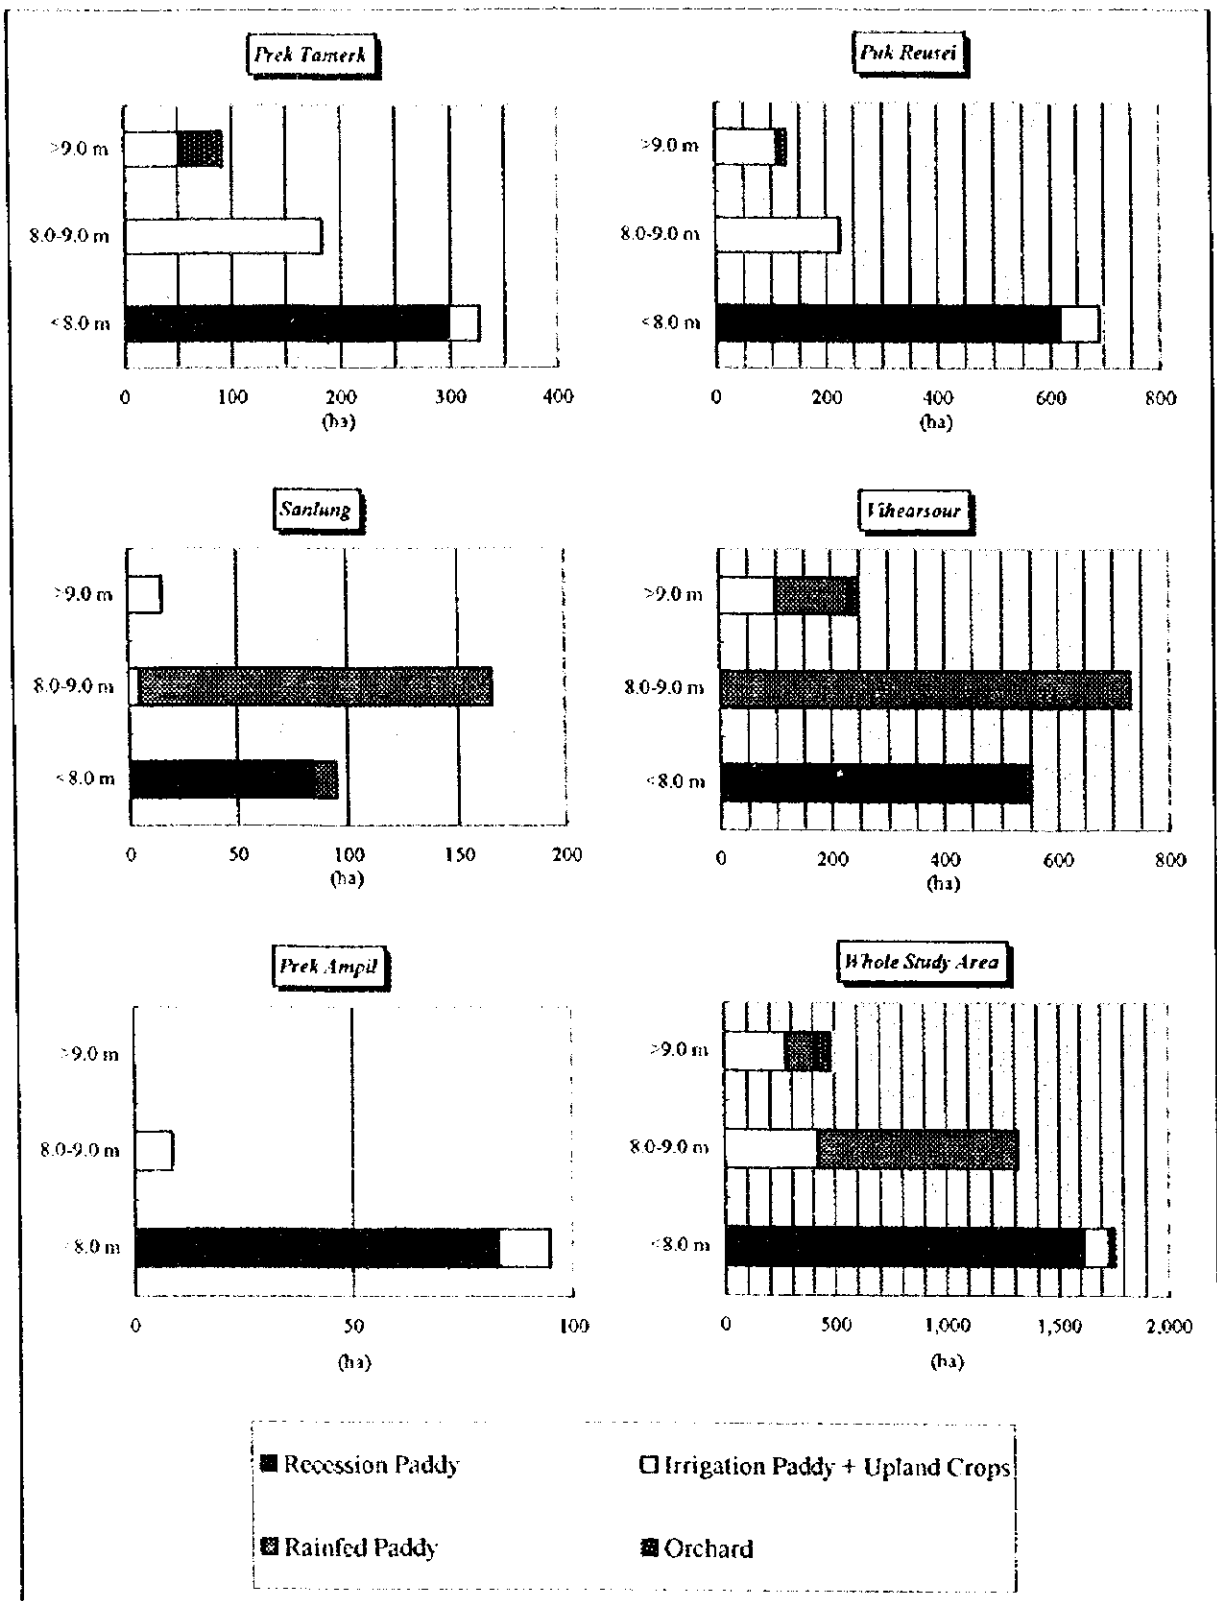 Prek Tamerk
>9.0 m
8.0-9.0 m
<8.0 m
0 100 200 300 400
(ha)
Puk Reusei
>9.0 m
8.0-9.0 m
<8.0 m
0 200 400 600 800
(ha)
Sanlung
>9.0 m
8.0-9.0 m
<8.0 m
0 50 100 150 200
(ha)
Vihearsour
>9.0 m
8.0-9.0 m
<8.0 m
0 200 400 600 800
(ha)
Prek Ampil
>9.0 m
8.0-9.0 m
<8.0 m
0 50 100
(ha)
Whole Study Area
>9.0 m
8.0-9.0 m
<8.0 m
0 500 1,000 1,500 2,000
(ha)
Recession Paddy
Irrigation Paddy + Upland Crops
Rainfed Paddy
Orchard